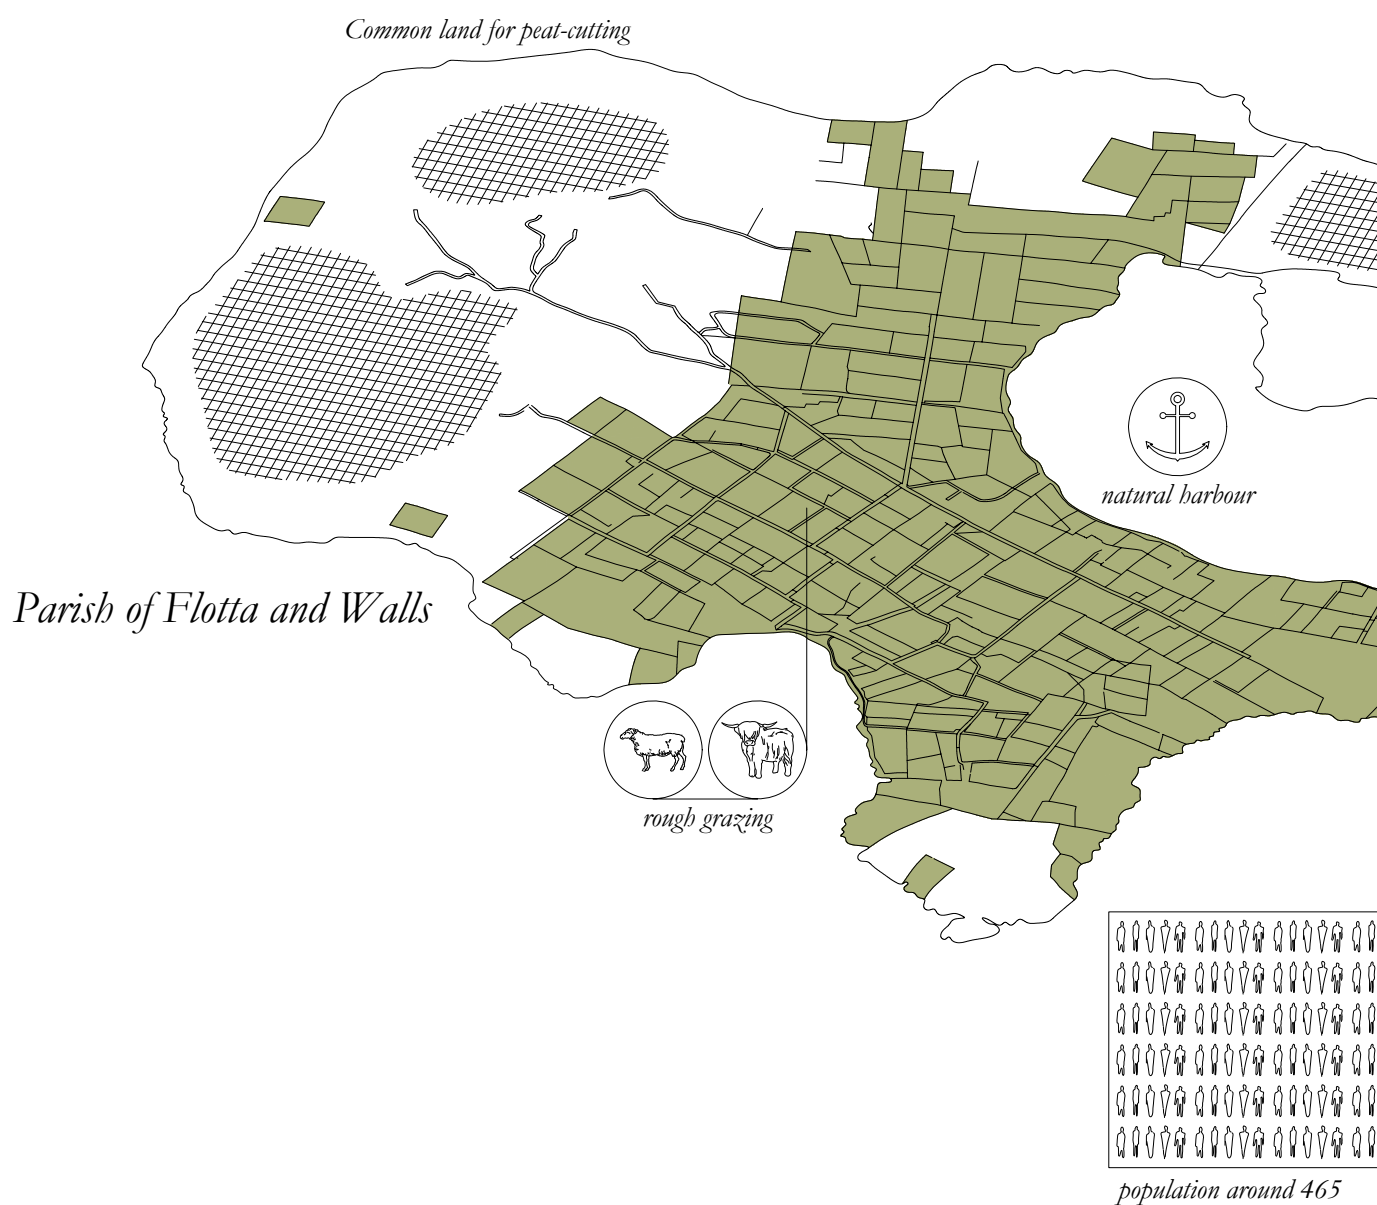 Common land for peat-cutting
natural harbour
Parish of Flotta and Walls
rough grazing
population around 465